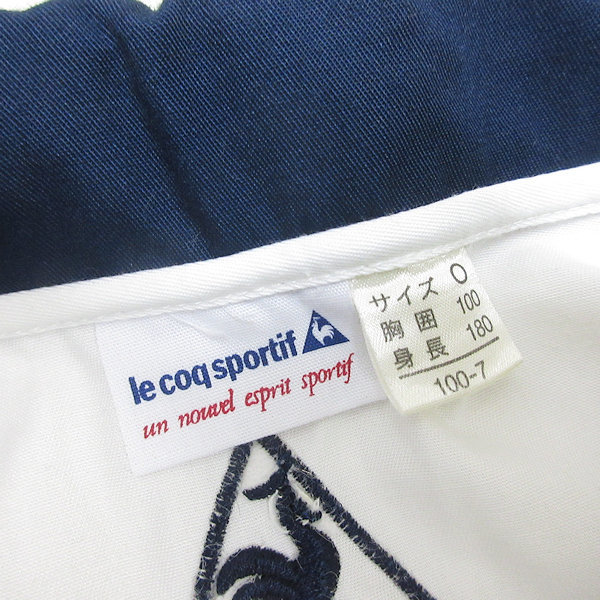 le coq sportif
un nouvel esprit sportif
サイズ O
胸囲 100
身長 180
100-7